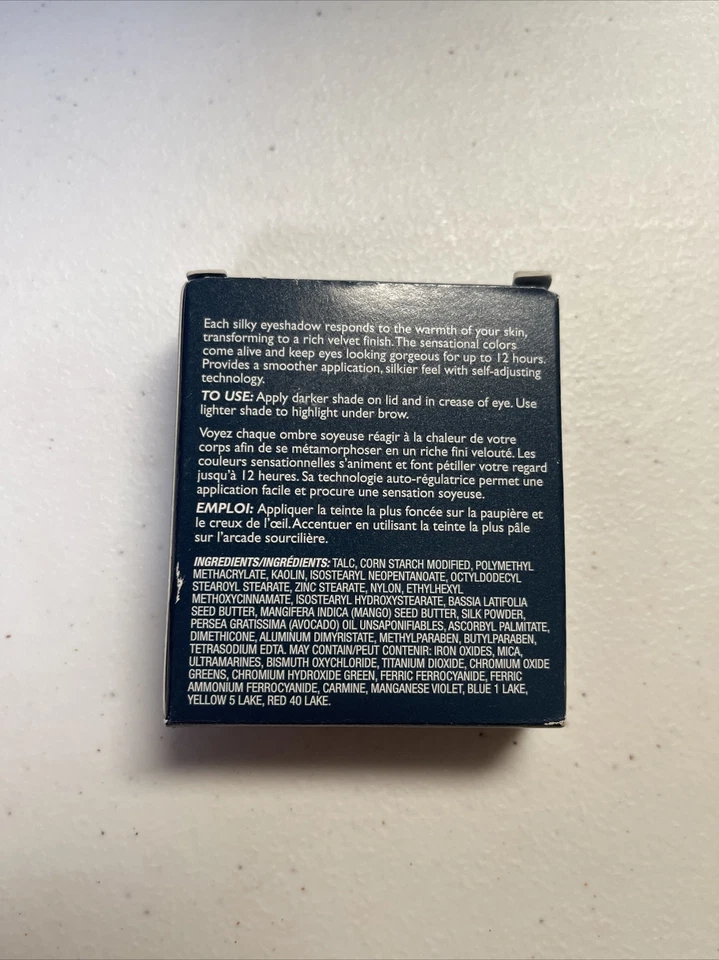 Each silky eyeshadow responds to the warmth of your skin,
transforming to a rich velvet finish. The sensational colors
come alive and keep eyes looking gorgeous for up to 12 hours.
Provides a smoother application, silkier feel with self-adjusting
technology.
TO USE: Apply darker shade on lid and in crease of eye. Use
lighter shade to highlight under brow.
Voyez chaque ombre soyeuse réagir à la chaleur de votre
corps afin de se métamorphoser en un riche fini velouté. Les
couleurs sensationnelles s'animent et font pétiller votre regard
jusqu'à 12 heures. Sa technologie auto-régulatrice permet une
application facile et procure une sensation soyeuse.
EMPLOI: Appliquer la teinte la plus foncée sur la paupière et
le creux de l'œil. Accentuer en utilisant la teinte la plus pâle
sur l'arcade sourcilière.
INGREDIENTS/INGRÉDIENTS: TALC, CORN STARCH MODIFIED, POLYMETHYL
METHACRYLATE, KAOLIN, ISOSTEARYL NEOPENTANOATE, OCTYLDODECYL
STEAROYL STEARATE, ZINC STEARATE, NYLON, ETHYLHEXYL
METHOXYCINNAMATE, ISOSTEARYL HYDROXYSTEARATE, BASSIA LATIFOLIA
SEED BUTTER, MANGIFERA INDICA (MANGO) SEED BUTTER, SILK POWDER,
PERSEA GRATISSIMA (AVOCADO) OIL UNSAPONIFIABLES, ASCORBYL PALMITATE,
DIMETHICONE, ALUMINUM DIMYRISTATE, METHYLPARABEN, BUTYLPARABEN,
TETRASODIUM EDTA. MAY CONTAIN/PEUT CONTENIR: IRON OXIDES, MICA,
ULTRAMARINES, BISMUTH OXYCHLORIDE, TITANIUM DIOXIDE, CHROMIUM OXIDE
GREENS, CHROMIUM HYDROXIDE GREEN, FERRIC FERROCYANIDE, FERRIC
AMMONIUM FERROCYANIDE, CARMINE, MANGANESE VIOLET, BLUE 1 LAKE,
YELLOW 5 LAKE, RED 40 LAKE.